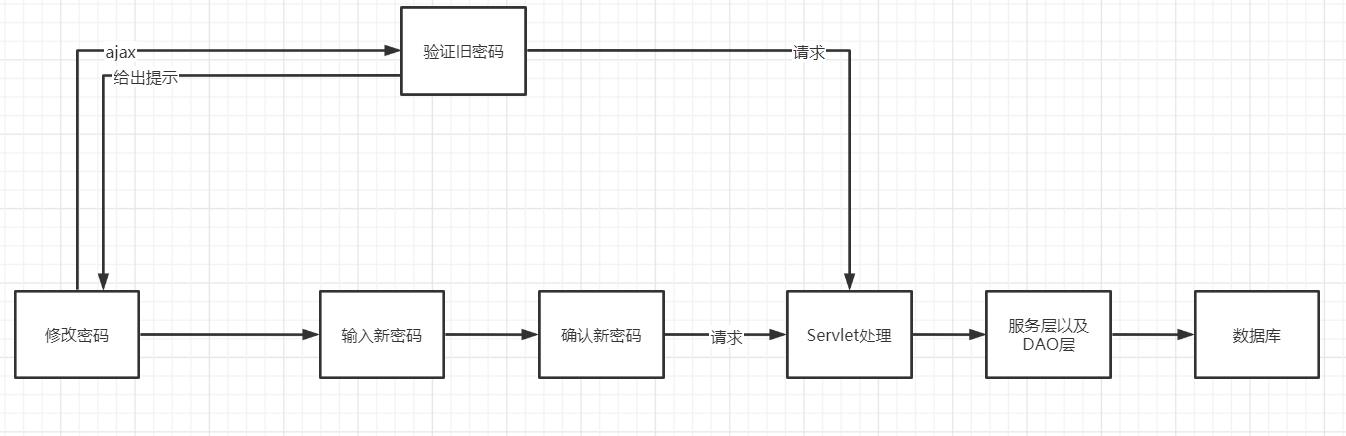 ajax
验证旧密码
请求
给出提示
修改密码
输入新密码
确认新密码
请求
Servlet处理
服务层以及
DAO层
数据库